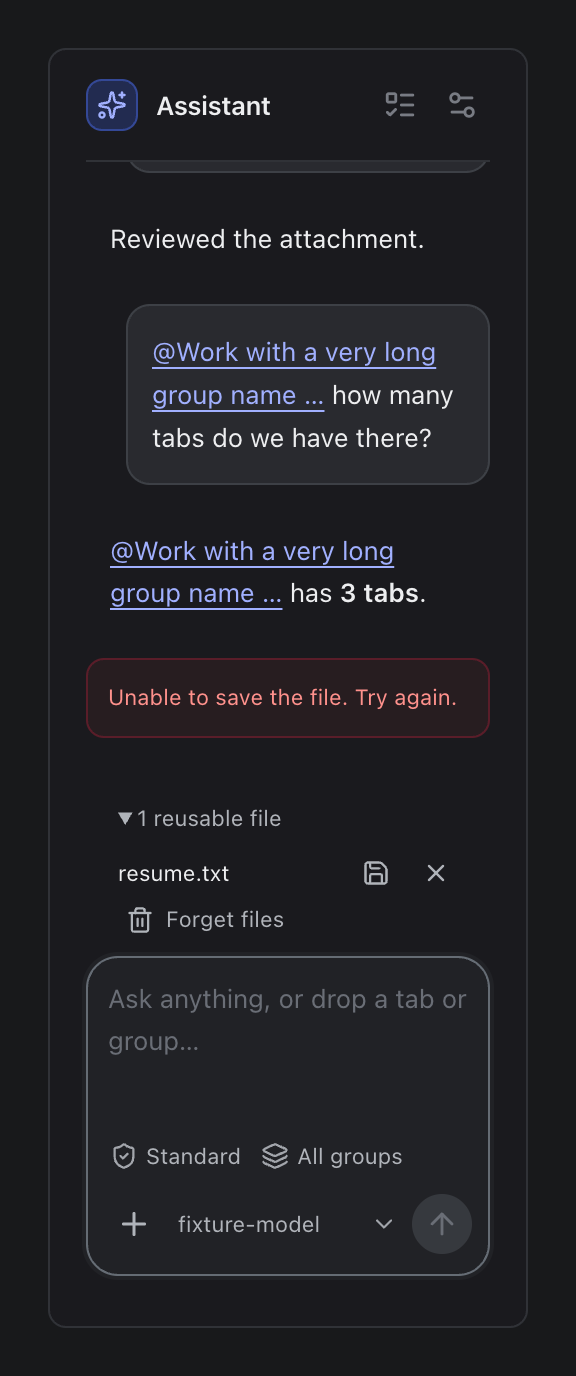 Assistant
Reviewed the attachment.
@Work with a very long
group name ... how many
tabs do we have there?
@Work with a very long
group name ... has 3 tabs.
Unable to save the file. Try again.
1 reusable file
resume.txt
Forget files
Ask anything, or drop a tab or
group...
Standard All groups
fixture-model